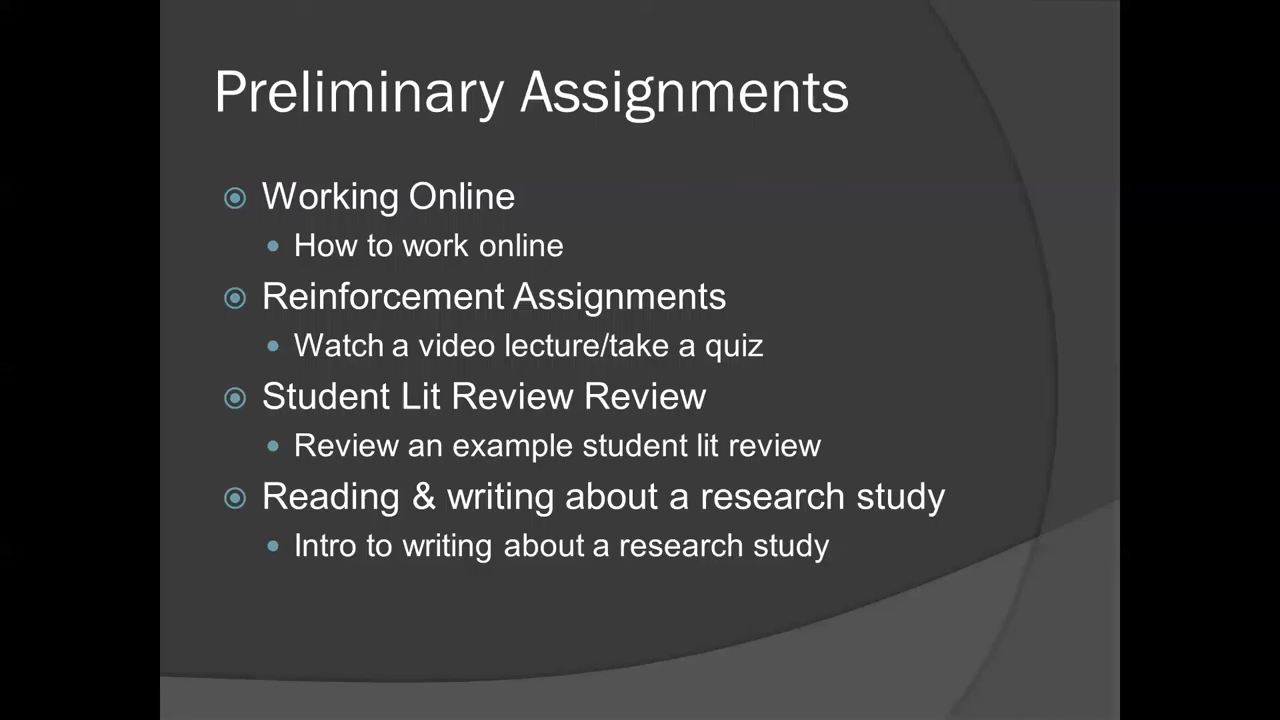 Preliminary Assignments
Working Online
How to work online
Reinforcement Assignments
Watch a video lecture/take a quiz
Student Lit Review Review
Review an example student lit review
Reading & writing about a research study
Intro to writing about a research study